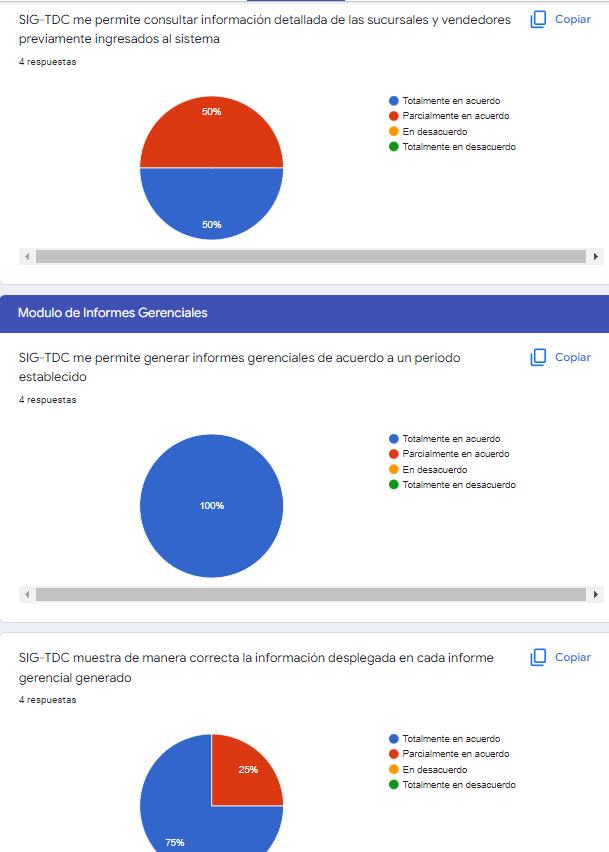 SIG-TDC me permite consultar información detallada de las sucursales y vendedores
previamente ingresados al sistema
Copiar
4 respuestas
50%
50%
Totalmente en acuerdo
Parcialmente en acuerdo
En desacuerdo
Totalmente en desacuerdo
Modulo de Informes Gerenciales
SIG-TDC me permite generar informes gerenciales de acuerdo a un periodo
establecido
Copiar
4 respuestas
100%
Totalmente en acuerdo
Parcialmente en acuerdo
En desacuerdo
Totalmente en desacuerdo
SIG-TDC muestra de manera correcta la información desplegada en cada informe
gerencial generado
Copiar
4 respuestas
25%
75%
Totalmente en acuerdo
Parcialmente en acuerdo
En desacuerdo
Totalmente en desacuerdo